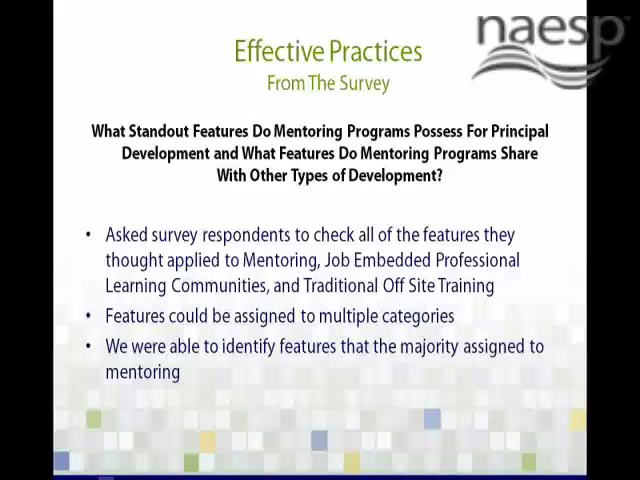 naesp
Effective Practices
From The Survey
What Standout Features Do Mentoring Programs Possess For Principal
Development and What Features Do Mentoring Programs Share
With Other Types of Development?
• Asked survey respondents to check all of the features they
thought applied to Mentoring, Job Embedded Professional
Learning Communities, and Traditional Off Site Training
• Features could be assigned to multiple categories
• We were able to identify features that the majority assigned to
mentoring